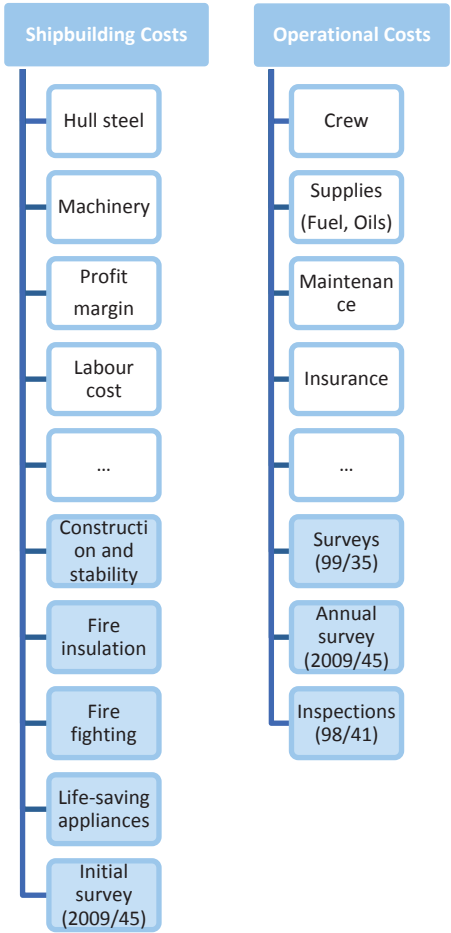 Shipbuilding Costs
Hull steel
Machinery
Profit
margin
Labour
cost
...
Constructi
on and
stability
Fire
insulation
Fire
fighting
Life-saving
appliances
Initial
survey
(2009/45)
Operational Costs
Crew
Supplies
(Fuel, Oils)
Maintenan
ce
Insurance
...
Surveys
(99/35)
Annual
survey
(2009/45)
Inspections
(98/41)